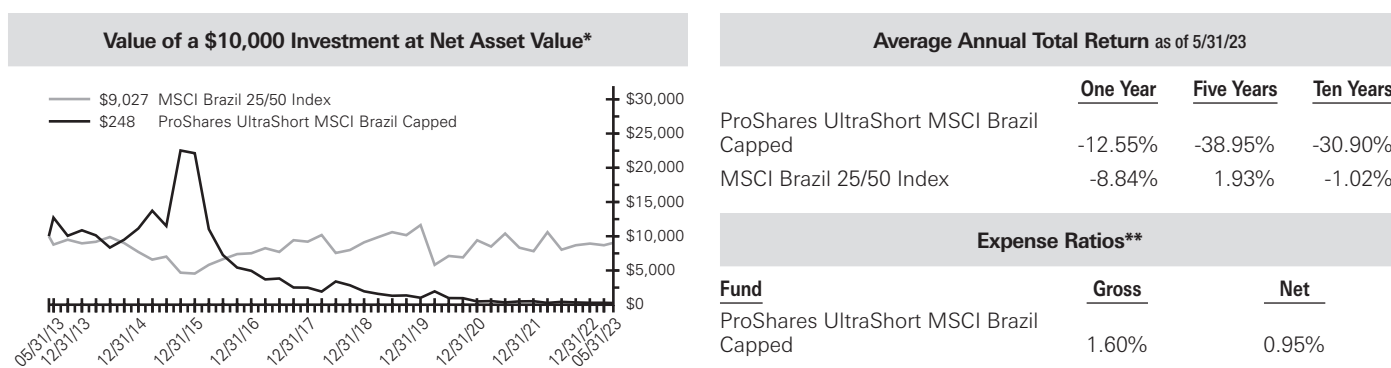 Value of a $10,000 Investment at Net Asset Value*
$9,027 MSCI Brazil 25/50 Index
$248 ProShares UltraShort MSCI Brazil Capped
$30,000
$25,000
$20,000
$15,000
$10,000
$5,000
$0
05/31/13
12/31/13
12/31/14
12/31/15
12/31/16
12/31/17
12/31/18
12/31/19
12/31/20
12/31/21
12/31/22
05/31/23
Average Annual Total Return as of 5/31/23
One Year Five Years Ten Years
ProShares UltraShort MSCI Brazil
Capped -12.55% -38.95% -30.90%
MSCI Brazil 25/50 Index -8.84% 1.93% -1.02%
Expense Ratios**
Fund Gross Net
ProShares UltraShort MSCI Brazil
Capped 1.60% 0.95%